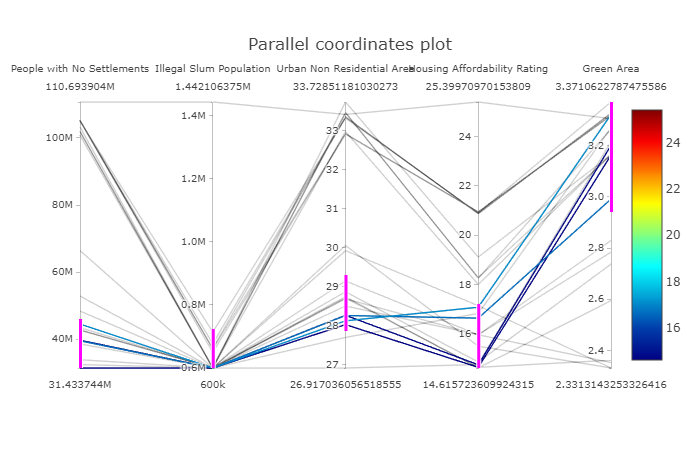 Parallel coordinates plot
People with No Settlements Illegal Slum Population Urban Non Residential Area Housing Affordability Rating Green Area
110.693904M 1.442106375M 33.72851181030273 25.39970970153809 3.3710622787475586
1.4M
100M 33 24 3.2 24
1.2M 32 22 3.0 22
80M 31 20 2.8 20
1.0M 30 18 2.6 18
60M 29 16 2.4 16
0.8M 28
40M 27
0.6M
31.433744M 600k 26.917036056518555 14.615723609924315 2.3313143253326416